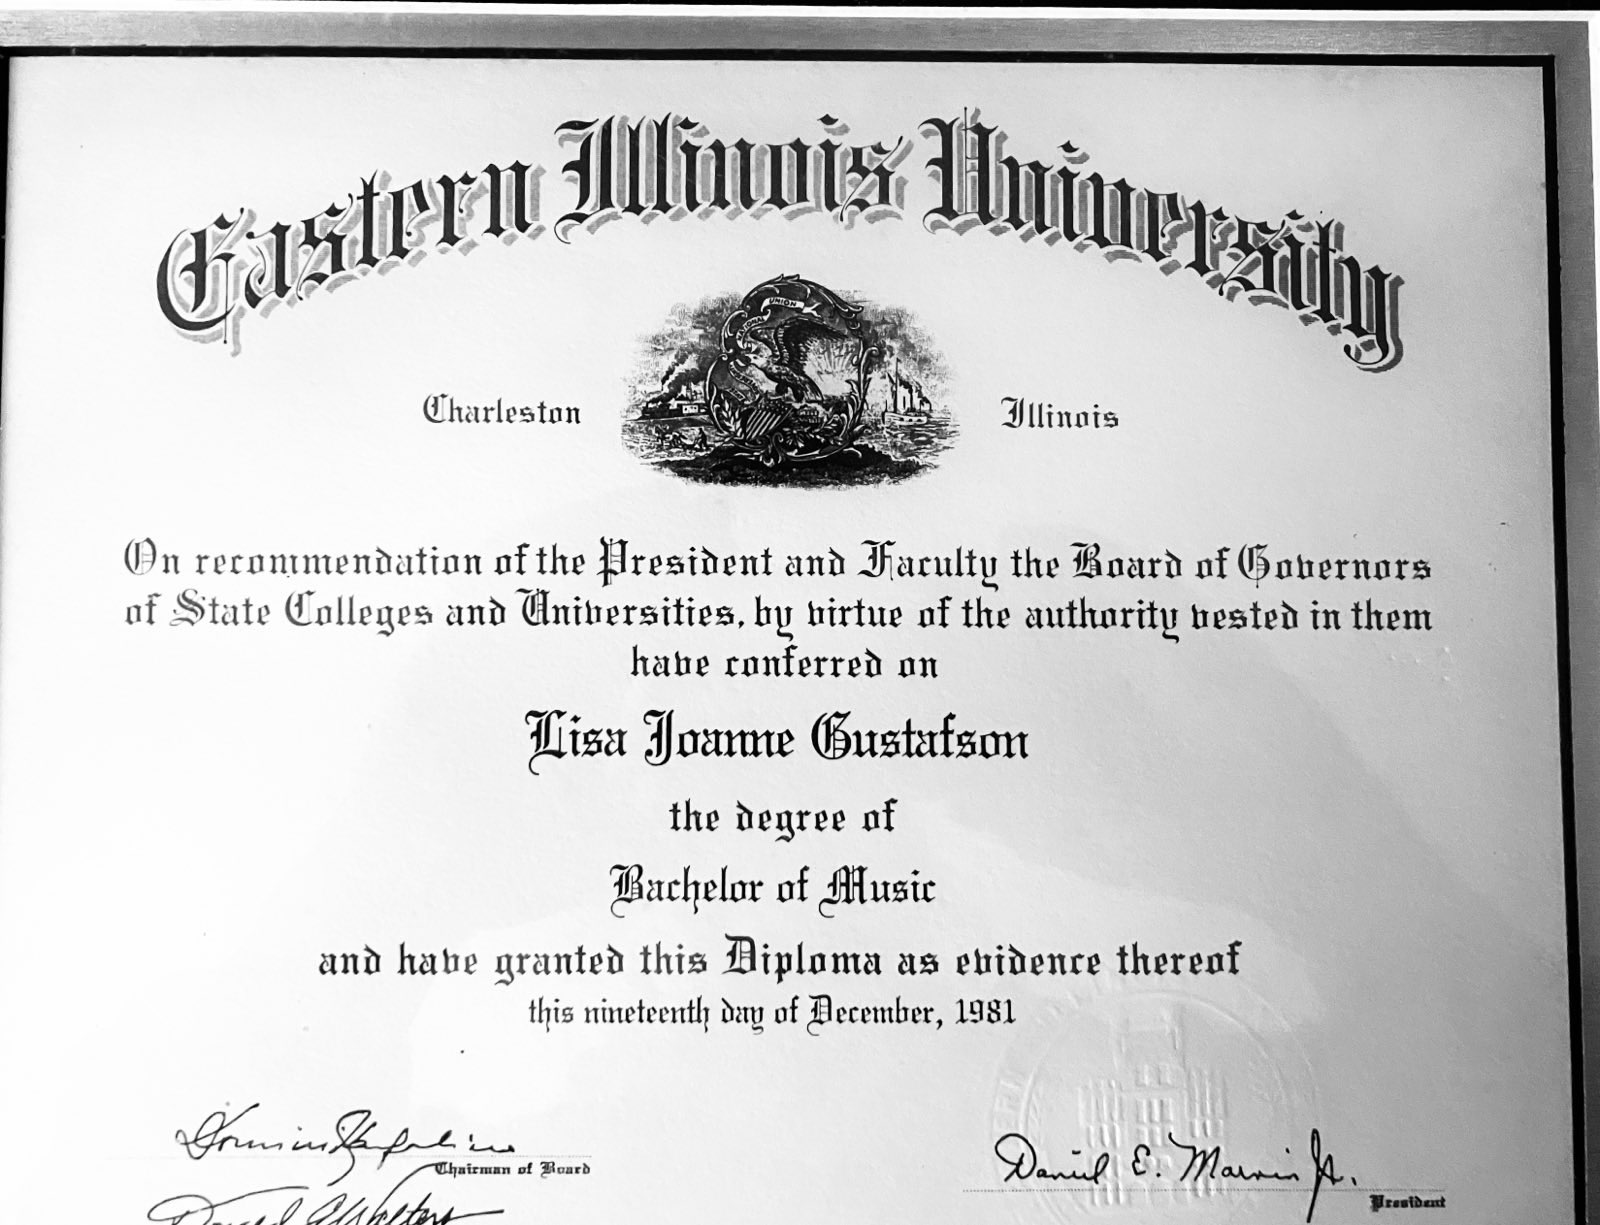 Eastern Illinois University
UNION
Charleston Illinois
On recommendation of the President and Faculty the Board of Governors
of State Colleges and Universities, by virtue of the authority vested in them
have conferred on
Lisa Joanne Gustafson
the degree of
Bachelor of Music
and have granted this Diploma as evidence thereof
this nineteenth day of December, 1981
Daniel E. Marvin Jr.
Chairman of Board
President